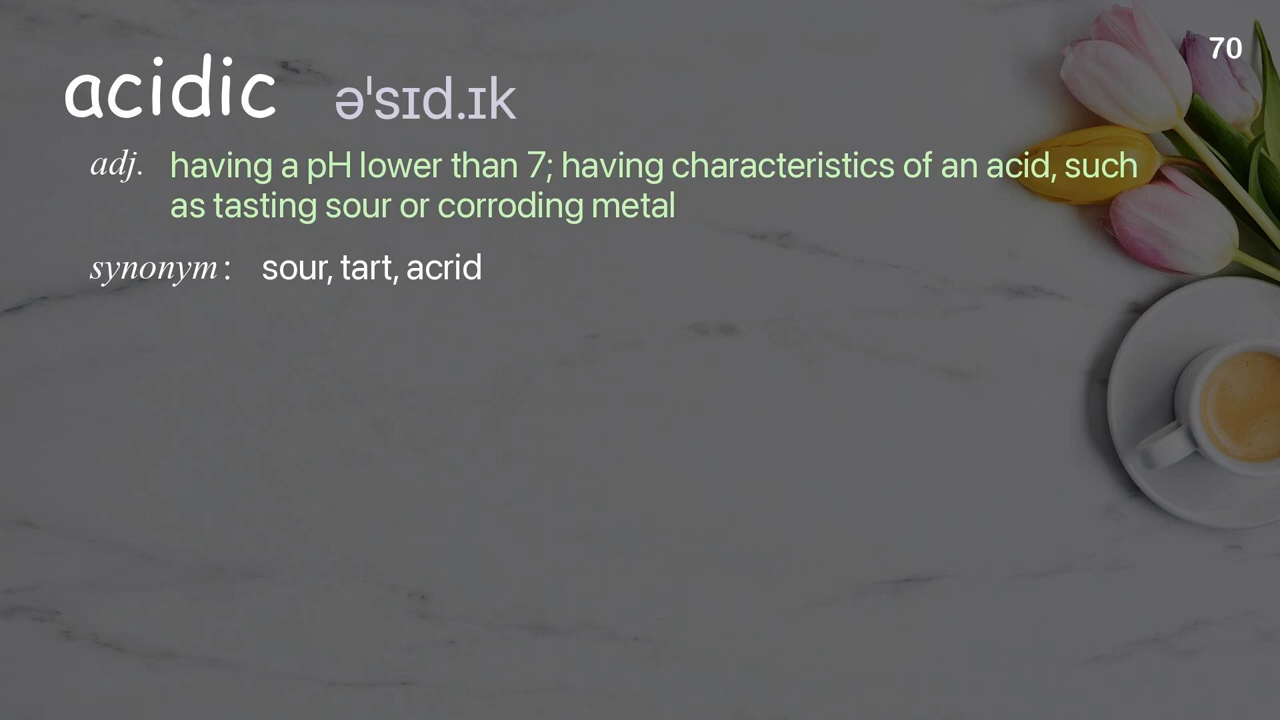 70
acidic əˈsɪd.ɪk
adj. having a pH lower than 7; having characteristics of an acid, such
as tasting sour or corroding metal
synonym: sour, tart, acrid